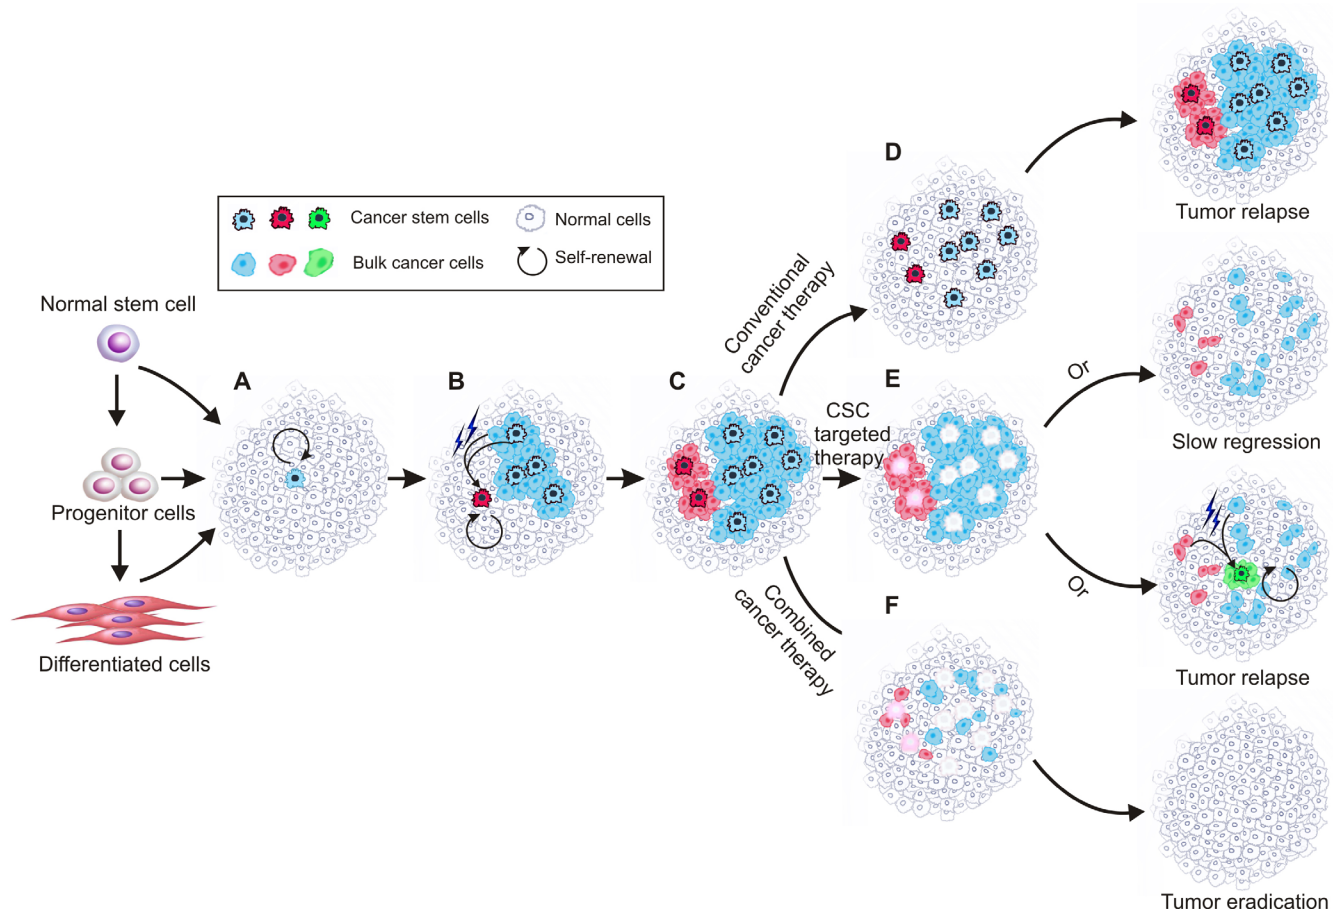 Tumor relapse
D
Cancer stem cells
Normal cells
Bulk cancer cells
Self-renewal
Normal stem cell
Conventional
cancer therapy
Or
A
B
C
CSC
targeted
therapy
E
Slow regression
Progenitor cells
Or
Combined
cancer therapy
F
Differentiated cells
Tumor relapse
Tumor eradication